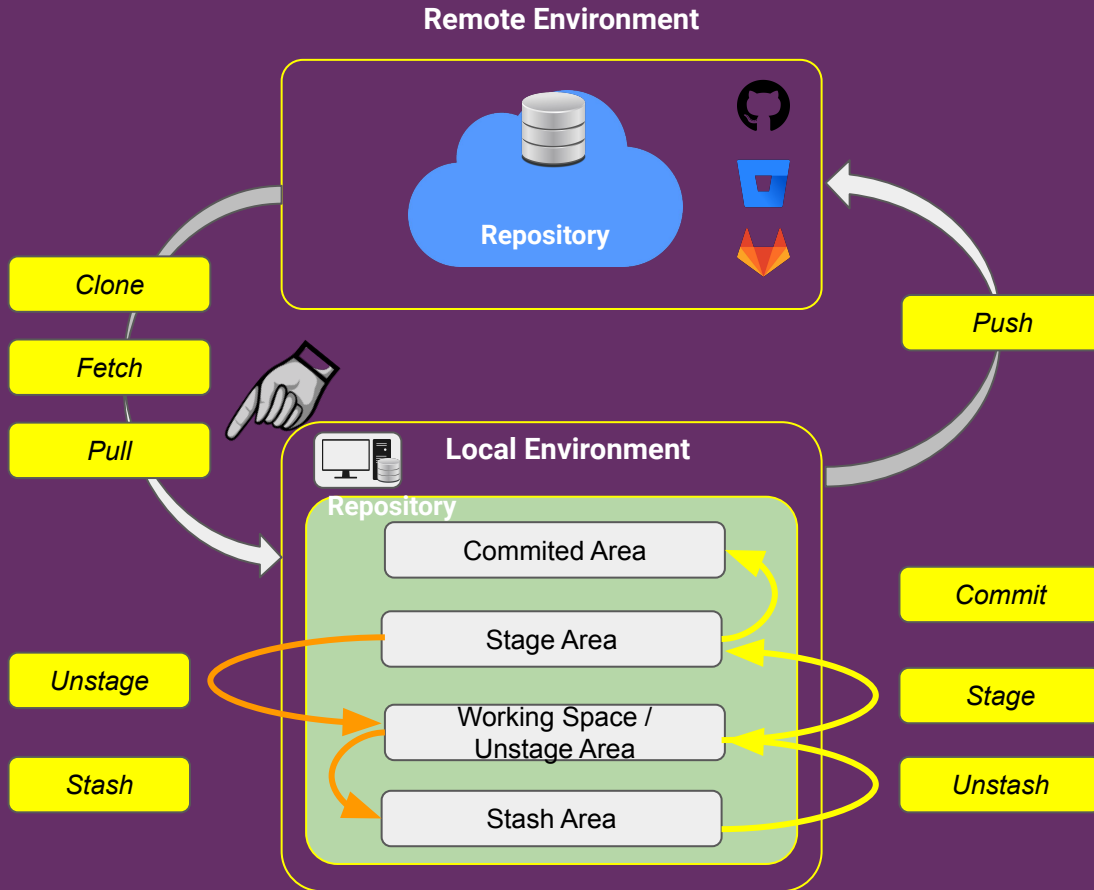 Remote Environment
Repository
Clone
Fetch
Pull
Push
Local Environment
Repository
Commited Area
Stage Area
Working Space /
Unstage Area
Stash Area
Unstage
Stash
Commit
Stage
Unstash